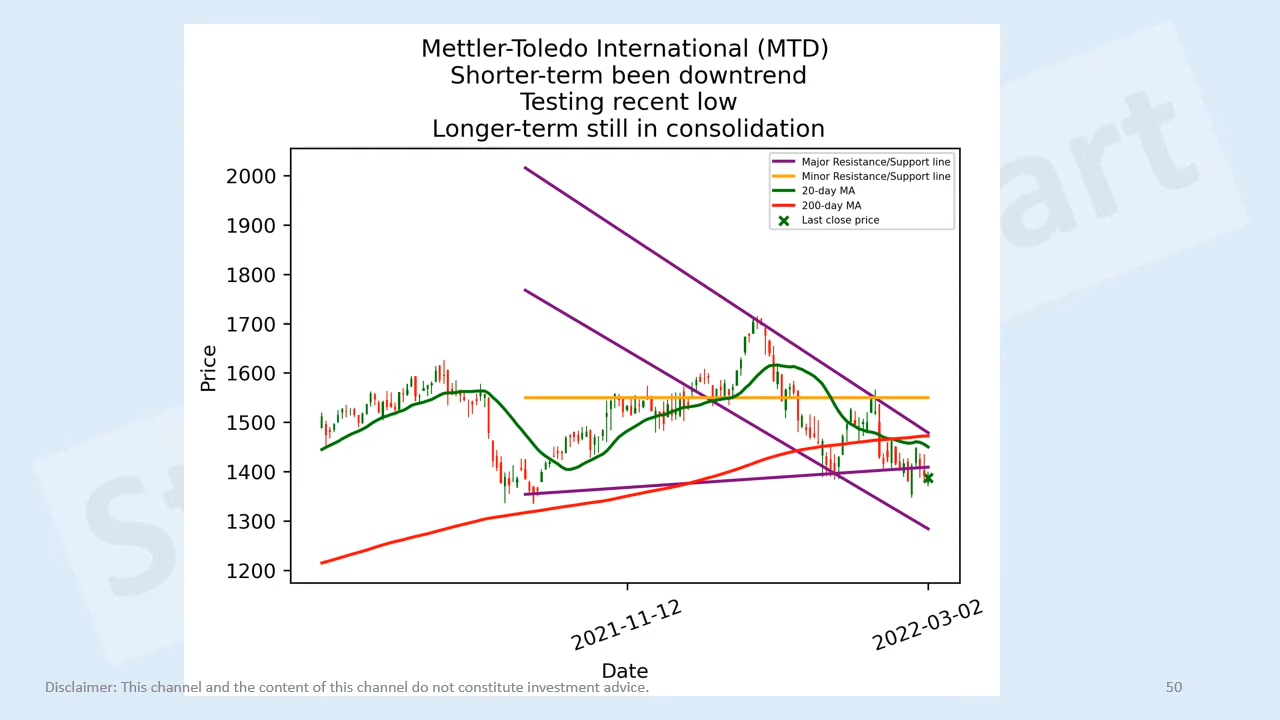 Mettler-Toledo International (MTD)
Shorter-term been downtrend
Testing recent low
Longer-term still in consolidation
Major Resistance/Support line
Minor Resistance/Support line
20-day MA
200-day MA
Last close price
2000
1900
1800
1700
1600
1500
1400
1300
1200
Price
2021-11-12
2022-03-02
Date
Disclaimer: This channel and the content of this channel do not constitute investment advice.
50
St
art